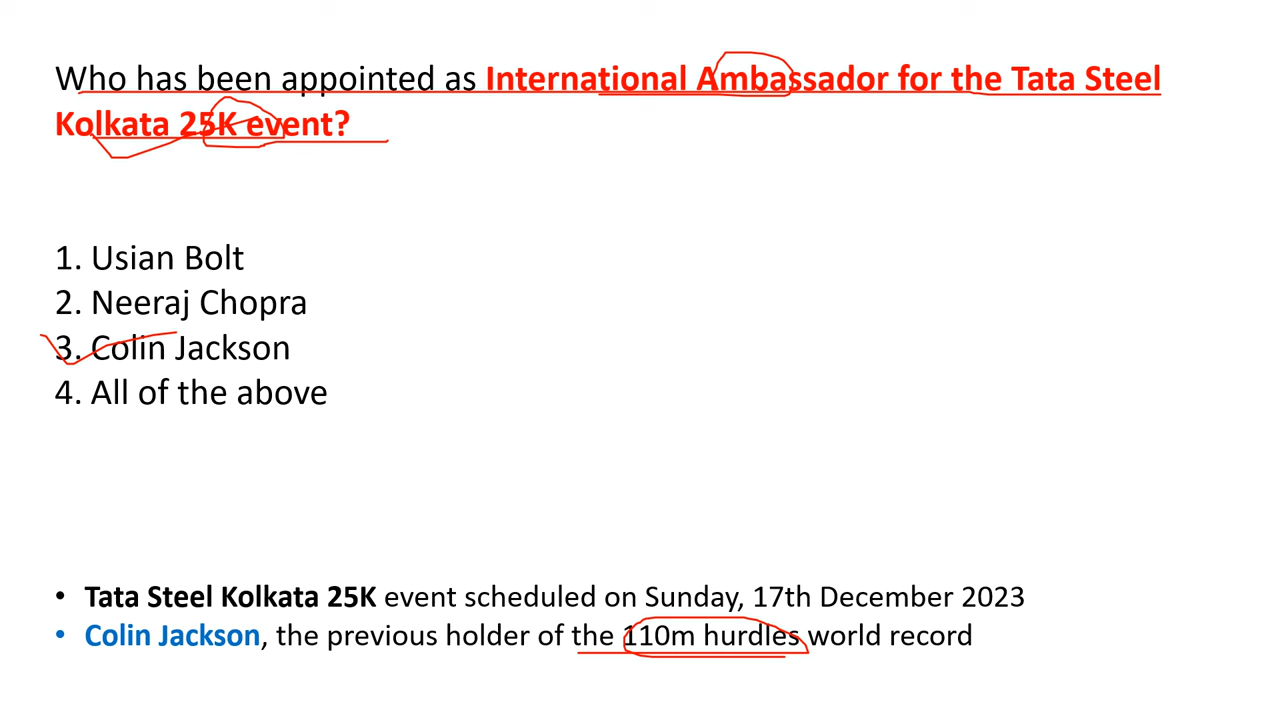 Who has been appointed as International Ambassador for the Tata Steel
Kolkata 25K event?
1. Usian Bolt
2. Neeraj Chopra
3. Colin Jackson
4. All of the above
• Tata Steel Kolkata 25K event scheduled on Sunday, 17th December 2023
• Colin Jackson, the previous holder of the 110m hurdles world record